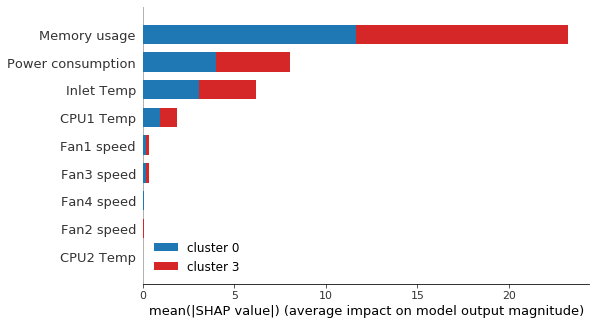 Memory usage
Power consumption
Inlet Temp
CPU1 Temp
Fan1 speed
Fan3 speed
Fan4 speed
Fan2 speed
CPU2 Temp
cluster 0
cluster 3
0 5 10 15 20
mean(|SHAP value|) (average impact on model output magnitude)